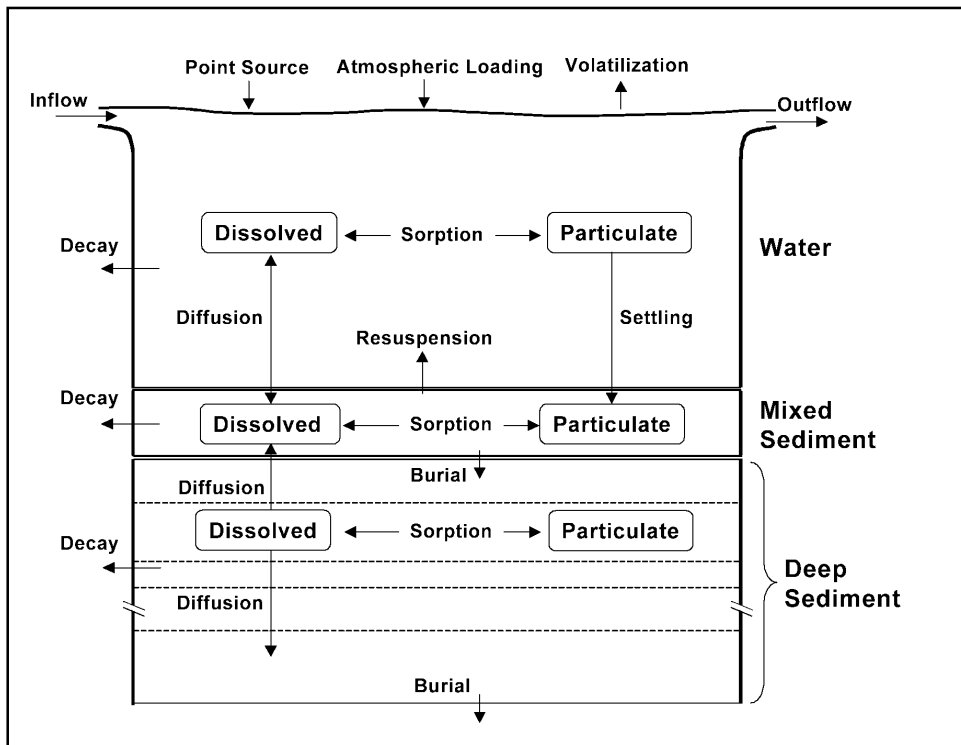 Point Source
Atmospheric Loading
Volatilization
Inflow
Outflow
Dissolved
Sorption
Particulate
Decay
Water
Diffusion
Settling
Resuspension
Decay
Dissolved
Sorption
Particulate
Mixed
Sediment
Burial
Diffusion
Dissolved
Sorption
Particulate
Decay
Deep
Sediment
Diffusion
Burial